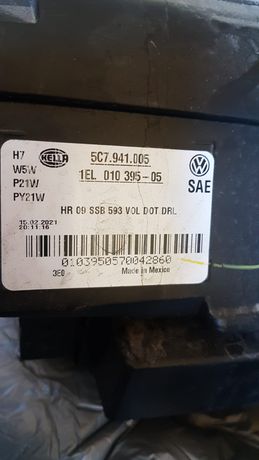 H7
W5W
P21W
PY21W
HELLA
5C7.941.005
1EL 010 395-05
SAE
HR 09 SSB 593 VOL DOT DRL
15.02.2021
20:11:16
3E0
Made in Mexico
0103950570042860